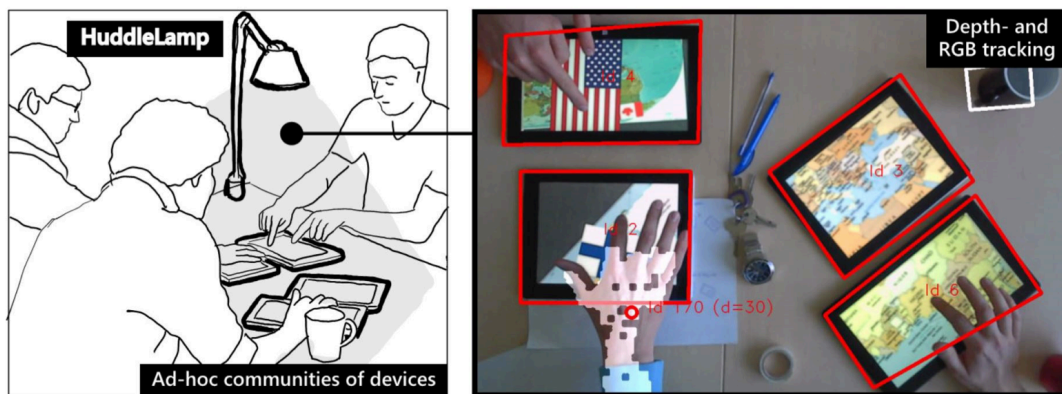 HuddleLamp
Ad-hoc communities of devices
Depth- and
RGB tracking
Id 4
Id 3
Id 2
Id 6
Id 170 (d=30)